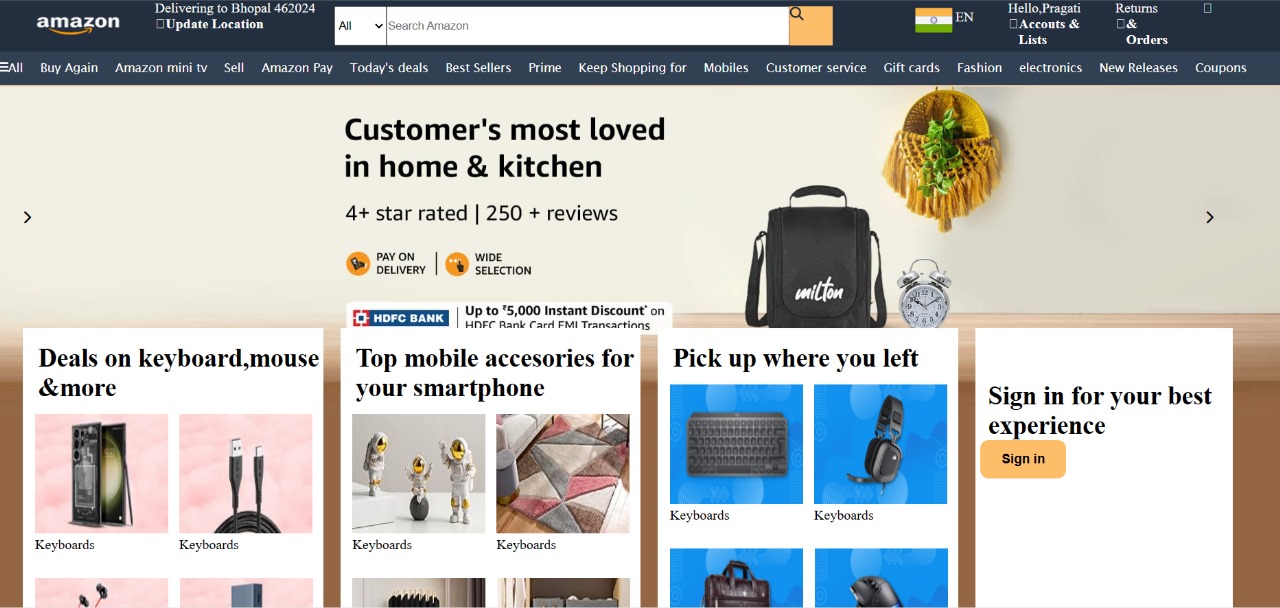 amazon
Delivering to Bhopal 462024
Update Location
All
Search Amazon
EN
Hello,Pragati
Accouts &
Lists
Returns
&
Orders
All Buy Again Amazon mini tv Sell Amazon Pay Today's deals Best Sellers Prime Keep Shopping for Mobiles Customer service Gift cards Fashion electronics New Releases Coupons
Customer's most loved
in home & kitchen
4+ star rated | 250 + reviews
PAY ON
DELIVERY
WIDE
SELECTION
HDFC BANK
Up to ₹5,000 Instant Discount* on
HDFC Bank Card EMI Transactions
milton
Deals on keyboard,mouse
&more
Keyboards
Keyboards
Top mobile accesories for
your smartphone
Keyboards
Keyboards
Pick up where you left
Keyboards
Keyboards
Sign in for your best
experience
Sign in